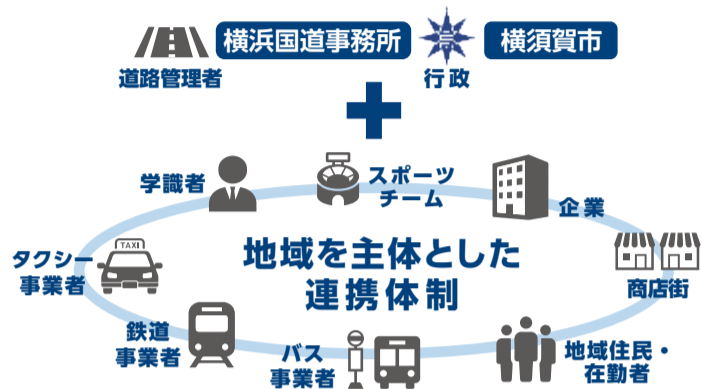 横浜国道事務所
横須賀市
道路管理者
行政
学識者
スポーツ
チーム
企業
タクシー
事業者
TAXI
地域を主体とした
連携体制
商店街
鉄道
事業者
バス
事業者
地域住民・
在勤者